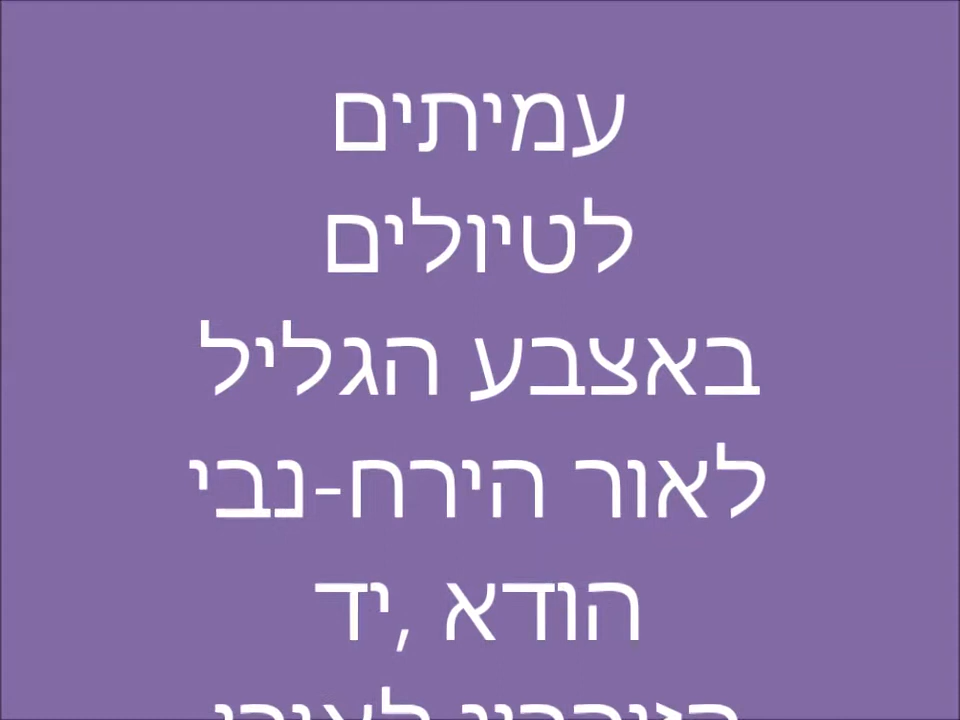 עמיתים
לטיולים
באצבע הגליל
לאור הירח-נבי
הודא ,יד